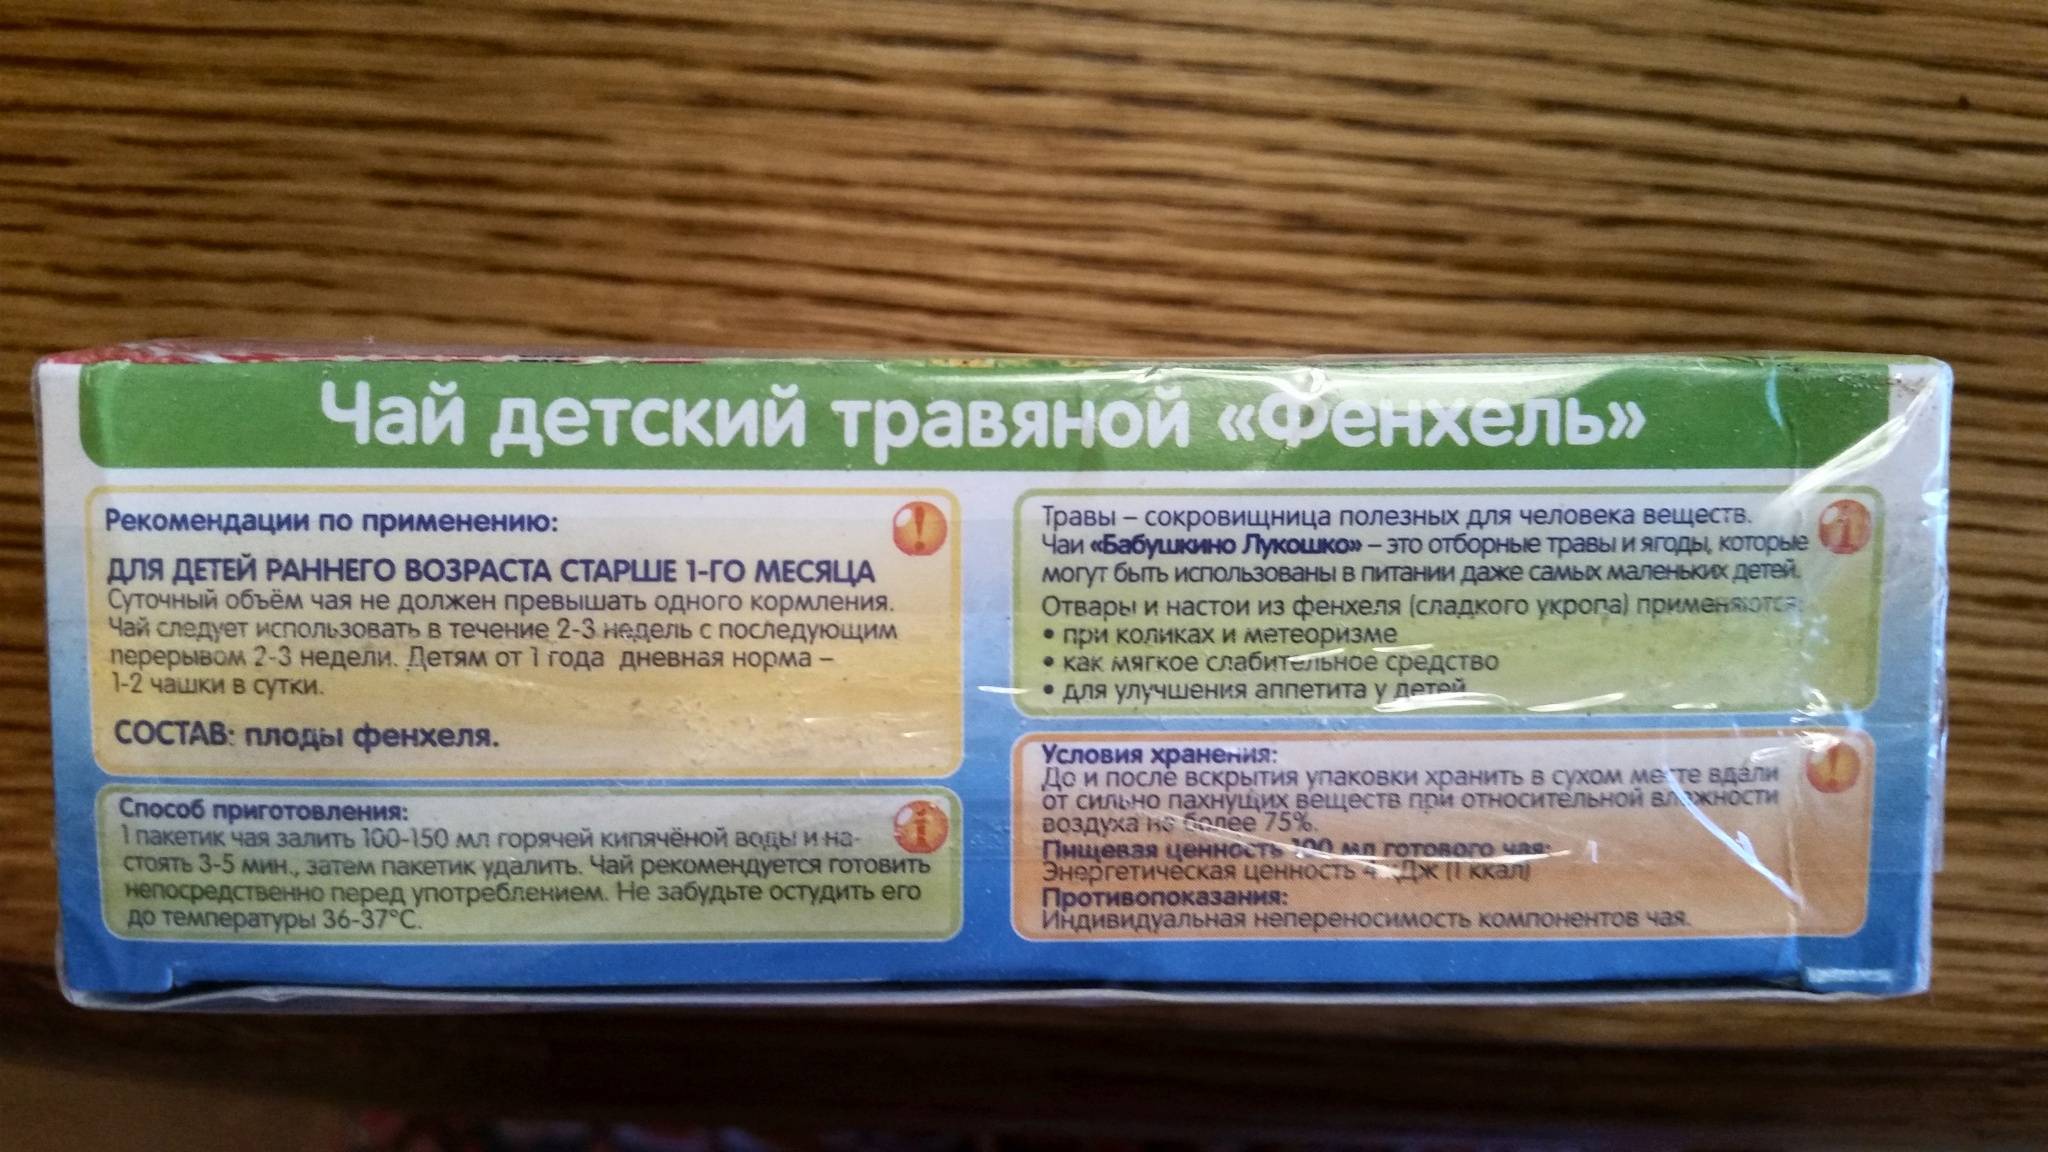 Чай детский травяной «Фенхель»
Рекомендации по применению:
ДЛЯ ДЕТЕЙ РАННЕГО ВОЗРАСТА СТАРШЕ 1-ГО МЕСЯЦА
Суточный объём чая не должен превышать одного кормления.
Чай следует использовать в течение 2-3 недель с последующим
перерывом 2-3 недели. Детям от 1 года дневная норма –
1-2 чашки в сутки.
СОСТАВ: плоды фенхеля.
Способ приготовления:
1 пакетик чая залить 100-150 мл горячей кипячёной воды и на-
стоять 3-5 мин., затем пакетик удалить. Чай рекомендуется готовить
непосредственно перед употреблением. Не забудьте остудить его
до температуры 36-37°С.
Травы – сокровищница полезных для человека веществ.
Чаи «Бабушкино Лукошко» – это отборные травы и ягоды, которые
могут быть использованы в питании даже самых маленьких детей.
Отвары и настои из фенхеля (сладкого укропа) применяются:
• при коликах и метеоризме
• как мягкое слабительное средство
• для улучшения аппетита у детей
Условия хранения:
До и после вскрытия упаковки хранить в сухом месте вдали
от сильно пахнущих веществ при относительной влажности
воздуха не более 75%.
Пищевая ценность 100 мл готового чая:
Энергетическая ценность 4 кДж (1 ккал)
Противопоказания:
Индивидуальная непереносимость компонентов чая.